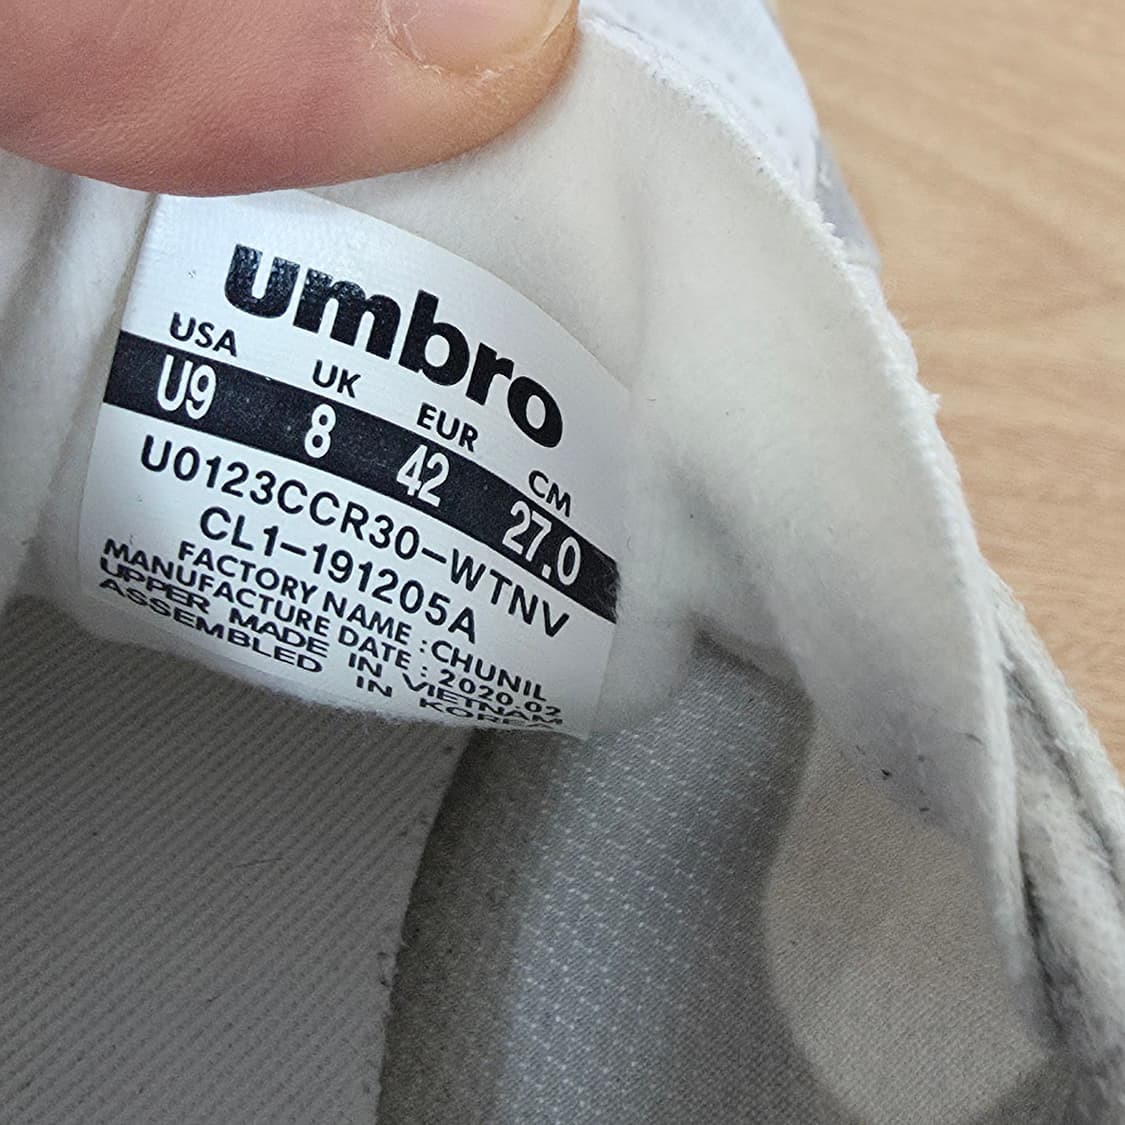 umbro
USA UK EUR CM
U9 8 42 27.0
U0123CCR30-WTNV
CL1-191205A
FACTORY NAME : CHUNIL
MANUFACTURE DATE : 2020.02
UPPER MADE IN VIETNAM
ASSEMBLED IN KOREA